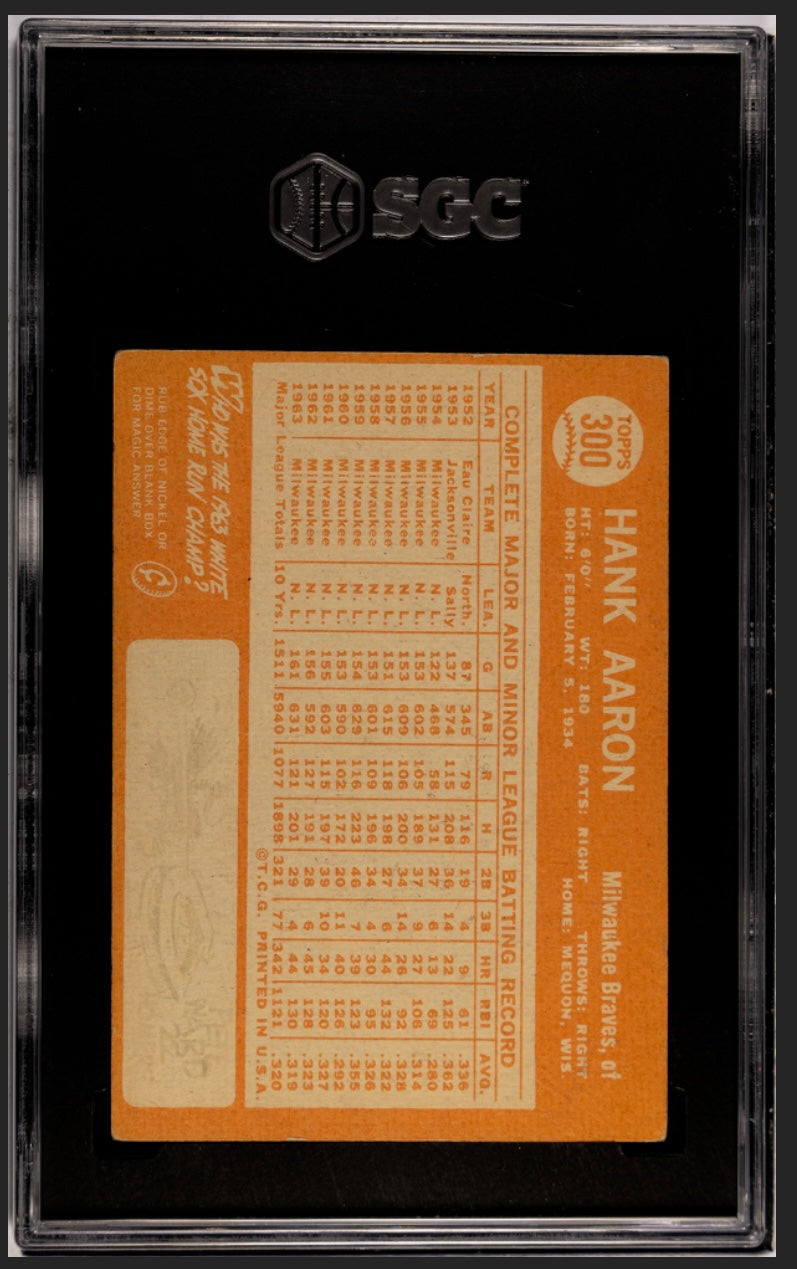 SGC
TOPPS
300
HANK AARON Milwaukee Braves, of
HT: 6'0" WT: 180 BATS: RIGHT THROWS: RIGHT
BORN: FEBRUARY 5, 1934 HOME: MEQUON, WIS.
COMPLETE MAJOR AND MINOR LEAGUE BATTING RECORD
YEAR TEAM LEA. G AB R H 2B 3B HR RBI AVG.
1952 Eau Claire North. 87 345 79 116 19 4 9 61 .336
1953 Jacksonville Sally 137 574 115 208 36 14 22 125 .362
1954 Milwaukee N. L. 122 468 58 131 27 6 13 69 .280
1955 Milwaukee N. L. 153 602 105 189 37 9 27 106 .314
1956 Milwaukee N. L. 153 609 106 200 34 14 26 92 .328
1957 Milwaukee N. L. 151 615 118 198 27 6 44 132 .322
1958 Milwaukee N. L. 153 601 109 196 34 4 30 95 .326
1959 Milwaukee N. L. 154 629 116 223 46 7 39 123 .355
1960 Milwaukee N. L. 153 590 102 172 20 11 40 126 .292
1961 Milwaukee N. L. 155 603 115 197 39 10 34 120 .327
1962 Milwaukee N. L. 156 592 127 191 28 6 45 128 .323
1963 Milwaukee N. L. 161 631 121 201 29 4 44 130 .319
Major League Totals 10 Yrs. 1511 5940 1077 1898 321 77 342 1121 .320
©T.C.G. PRINTED IN U.S.A.
WHO WAS THE 1963 WHITE
SOX HOME RUN CHAMP?
RUB EDGE OF NICKEL OR
DIME OVER BLANK BOX
FOR MAGIC ANSWER